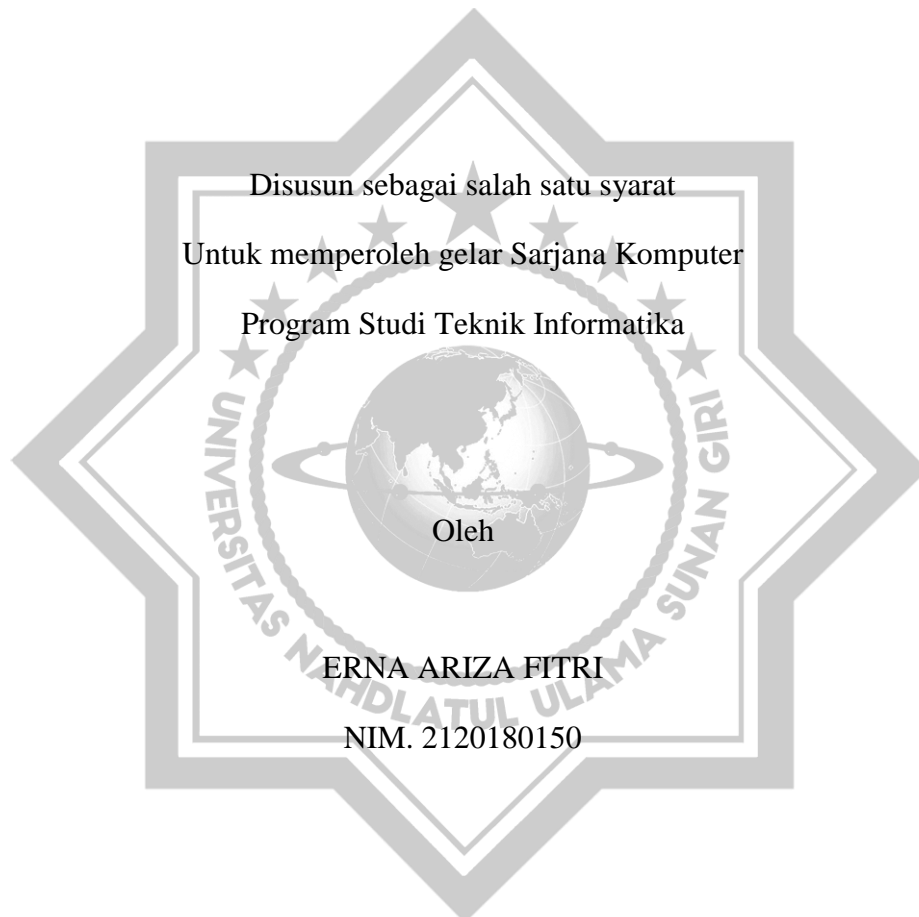 Disusun sebagai salah satu syarat
Untuk memperoleh gelar Sarjana Komputer
Program Studi Teknik Informatika
Oleh
ERNA ARIZA FITRI
NIM. 2120180150
UNIVERSITAS NAHDLATUL ULAMA SUNAN GIRI